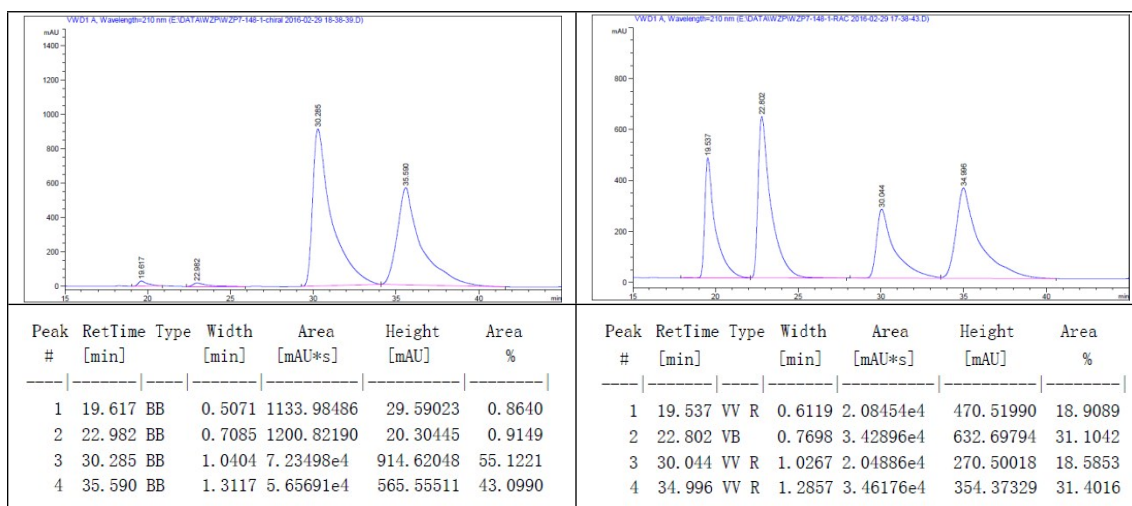 VWD1 A, Wavelength=210 nm (E:\DATA\WZP\WZP7-148-1-chiral 2016-02-29 18-38-39.D)
mAU
1400
1200
1000
800
600
400
200
0
19.617
22.982
30.285
35.590
15 20 25 30 35 40 min
Peak RetTime Type Width Area Height Area
# [min] [min] [mAU*s] [mAU] %
----|-------|----|-------|----------|----------|--------|
1 19.617 BB 0.5071 1133.98486 29.59023 0.8640
2 22.982 BB 0.7085 1200.82190 20.30445 0.9149
3 30.285 BB 1.0404 7.23498e4 914.62048 55.1221
4 35.590 BB 1.3117 5.65691e4 565.55511 43.0990
VWD1 A, Wavelength=210 nm (E:\DATA\WZP\WZP7-148-1-RAC 2016-02-29 17-38-43.D)
mAU
800
600
400
200
0
19.537
22.802
30.044
34.996
15 20 25 30 35 40 min
Peak RetTime Type Width Area Height Area
# [min] [min] [mAU*s] [mAU] %
----|-------|----|-------|----------|----------|--------|
1 19.537 VV R 0.6119 2.08454e4 470.51990 18.9089
2 22.802 VB 0.7698 3.42896e4 632.69794 31.1042
3 30.044 VV R 1.0267 2.04886e4 270.50018 18.5853
4 34.996 VV R 1.2857 3.46176e4 354.37329 31.4016